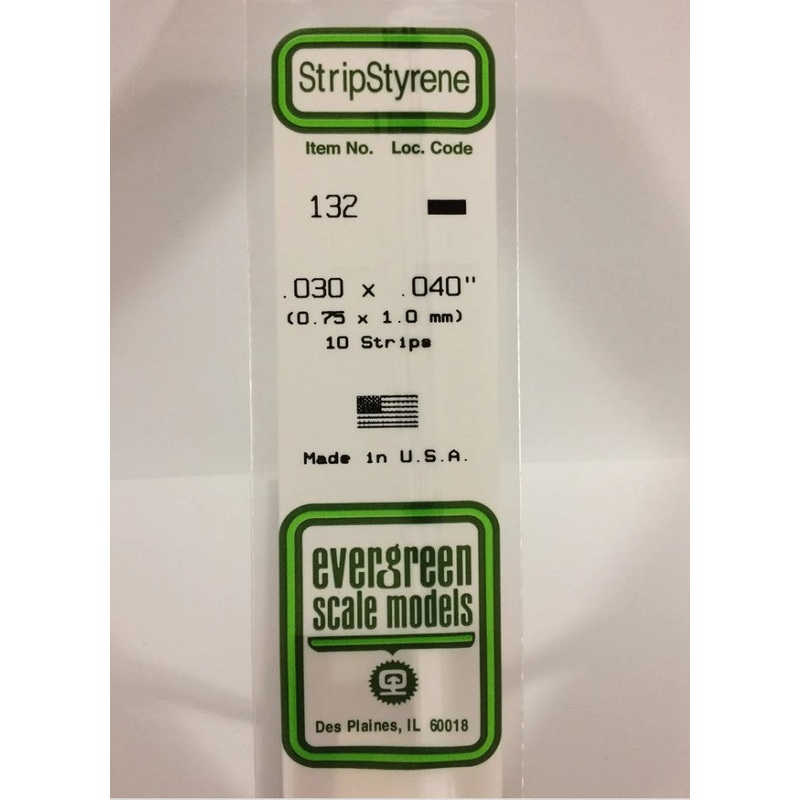 StripStyrene
Item No. Loc. Code
132
.030 x .040"
(0.75 x 1.0 mm)
10 Strips
Made in U.S.A.
evergreen
scale models
Des Plaines, IL 60018